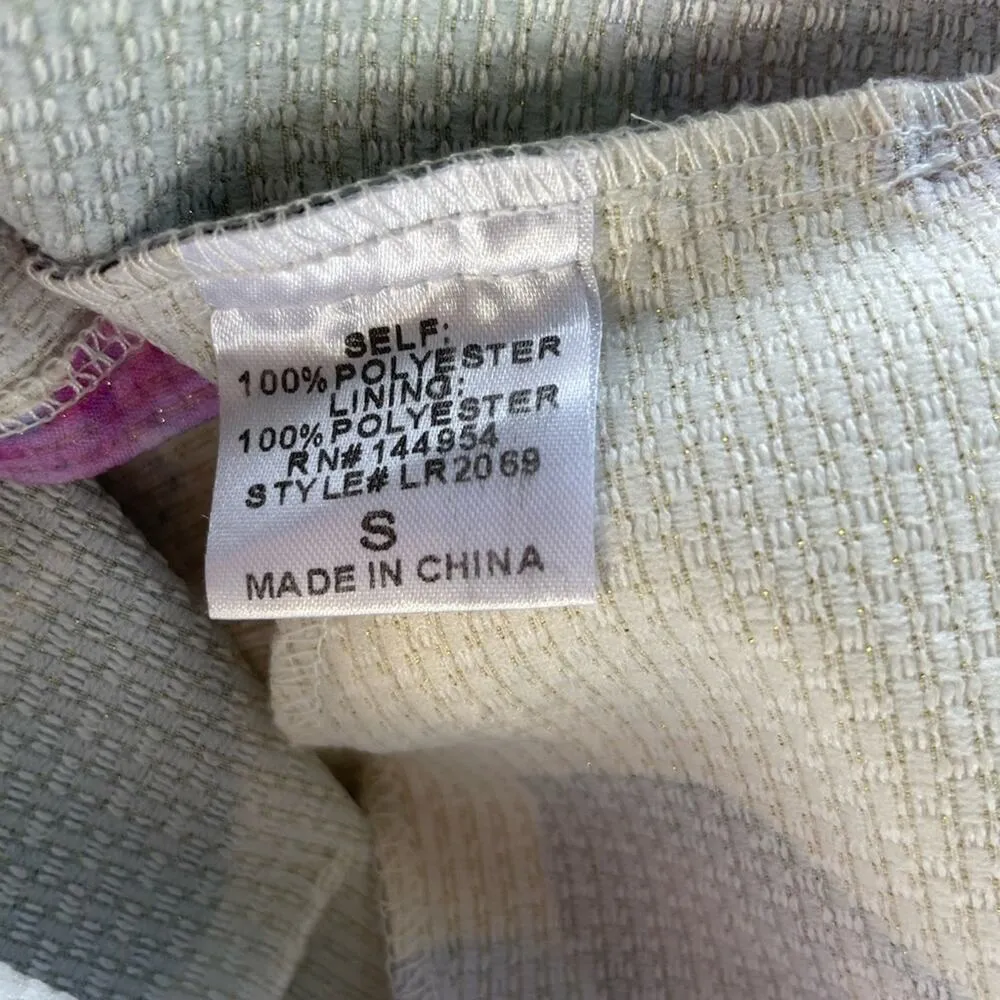 SELF:
100% POLYESTER
LINING:
100% POLYESTER
RN# 144954
STYLE# LR2069
S
MADE IN CHINA